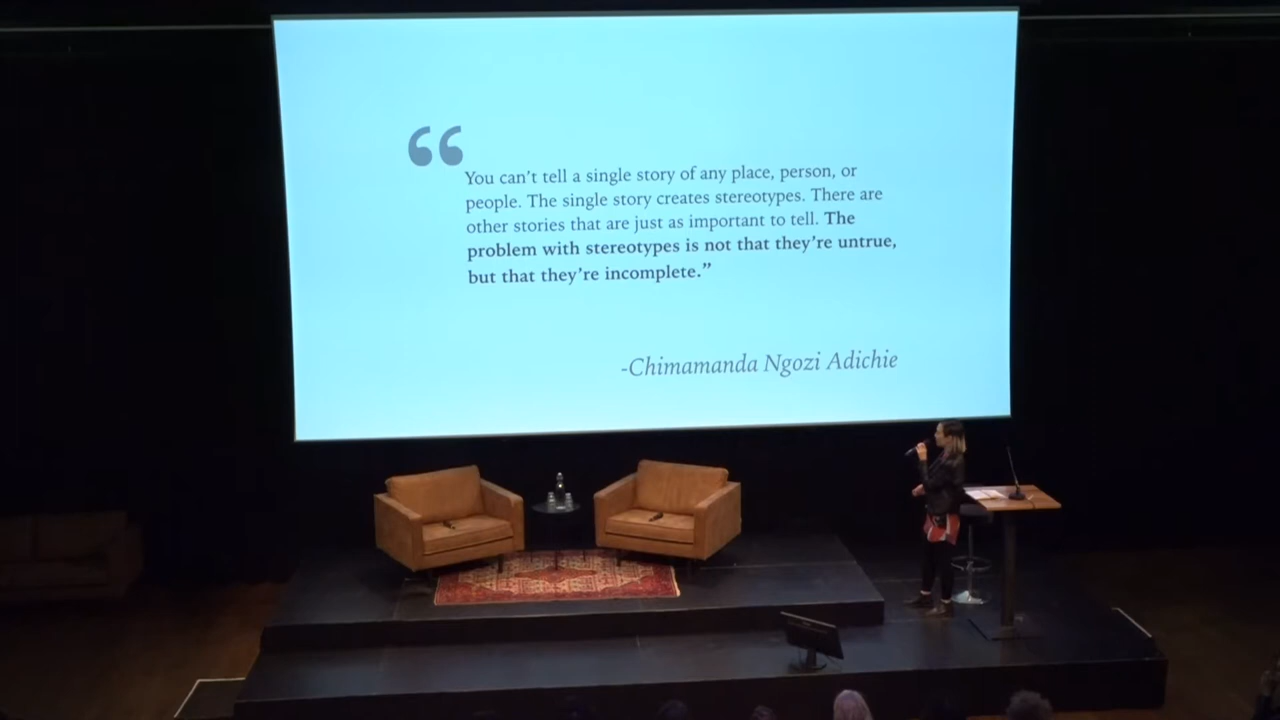 “
You can’t tell a single story of any place, person, or
people. The single story creates stereotypes. There are
other stories that are just as important to tell. The
problem with stereotypes is not that they’re untrue,
but that they’re incomplete.”
-Chimamanda Ngozi Adichie